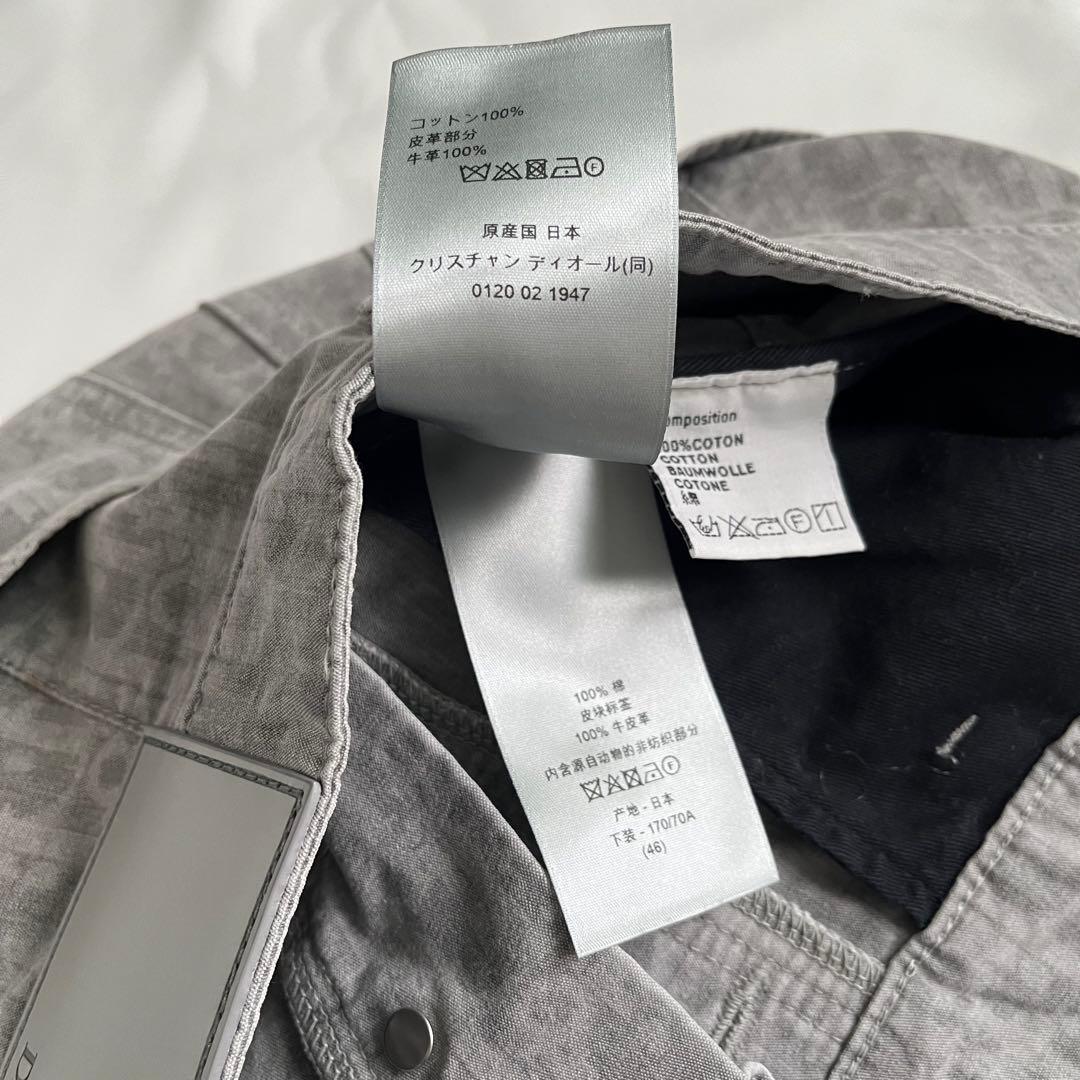 コットン100%
皮革部分
牛革100%
F
原産国 日本
クリスチャン ディオール(同)
0120 02 1947
omposition
00%COTON
COTTON
BAUMWOLLE
COTONE
綿
F
100% 棉
皮块标签
100% 牛皮革
内含源自动物的非纺织部分
F
产地 - 日本
下装 - 170/70A
(46)
D